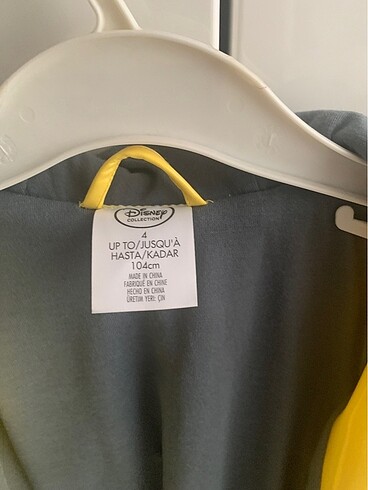 Disney
COLLECTION
4
UP TO/JUSQU'À
HASTA/KADAR
104cm
MADE IN CHINA
FABRIQUÉ EN CHINE
HECHO EN CHINA
ÜRETIM YERI: ÇIN